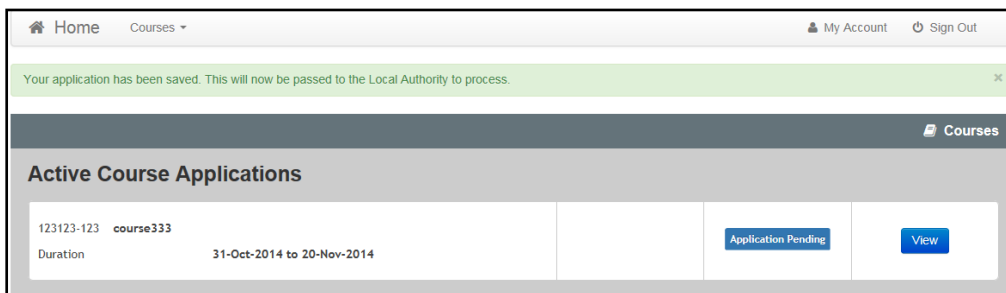 Home Courses My Account Sign Out
Your application has been saved. This will now be passed to the Local Authority to process. ×
Courses
Active Course Applications
123123-123 course333
Application Pending View
Duration 31-Oct-2014 to 20-Nov-2014